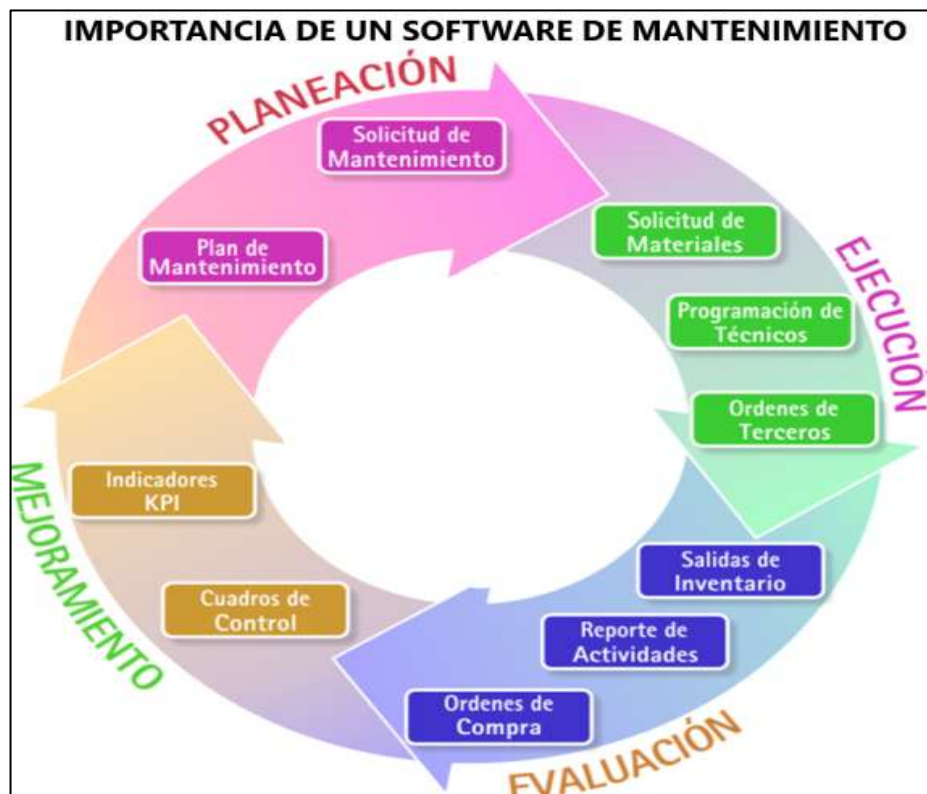 IMPORTANCIA DE UN SOFTWARE DE MANTENIMIENTO
PLANEACIÓN
Solicitud de
Mantenimiento
Plan de
Mantenimiento
EJECUCIÓN
Solicitud de
Materiales
Programación de
Técnicos
Ordenes de
Terceros
Salidas de
Inventario
Reporte de
Actividades
Ordenes de
Compra
EVALUACIÓN
MEJORAMIENTO
Indicadores
KPI
Cuadros de
Control